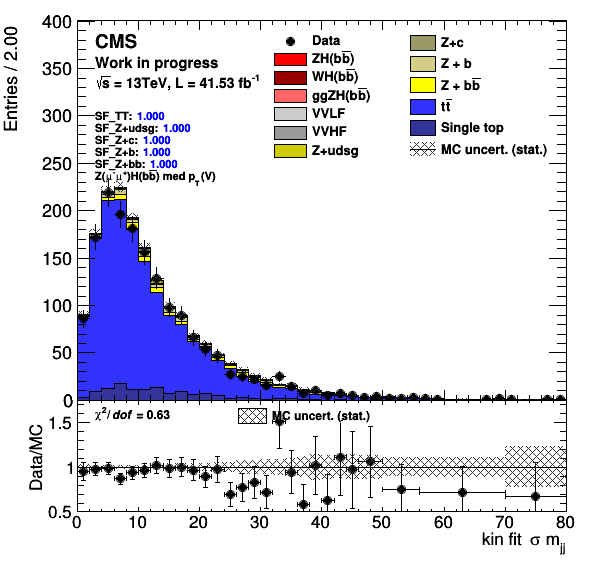 Entries / 2.00
400
350
300
250
200
150
100
50
0
CMS
Work in progress
√s = 13TeV, L = 41.53 fb⁻¹
SF_TT: 1.000
SF_Z+udsg: 1.000
SF_Z+c: 1.000
SF_Z+b: 1.000
SF_Z+bb: 1.000
Z(μ⁻μ⁺)H(bb̅) med p_T(V)
Data
ZH(bb̅)
WH(bb̅)
ggZH(bb̅)
VVLF
VVHF
Z+udsg
Z+c
Z + b
Z + bb̅
tt̅
Single top
MC uncert. (stat.)
Data/MC
1.5
1
0.5
χ²/dof = 0.63
MC uncert. (stat.)
0 10 20 30 40 50 60 70 80
kin fit σ m_jj